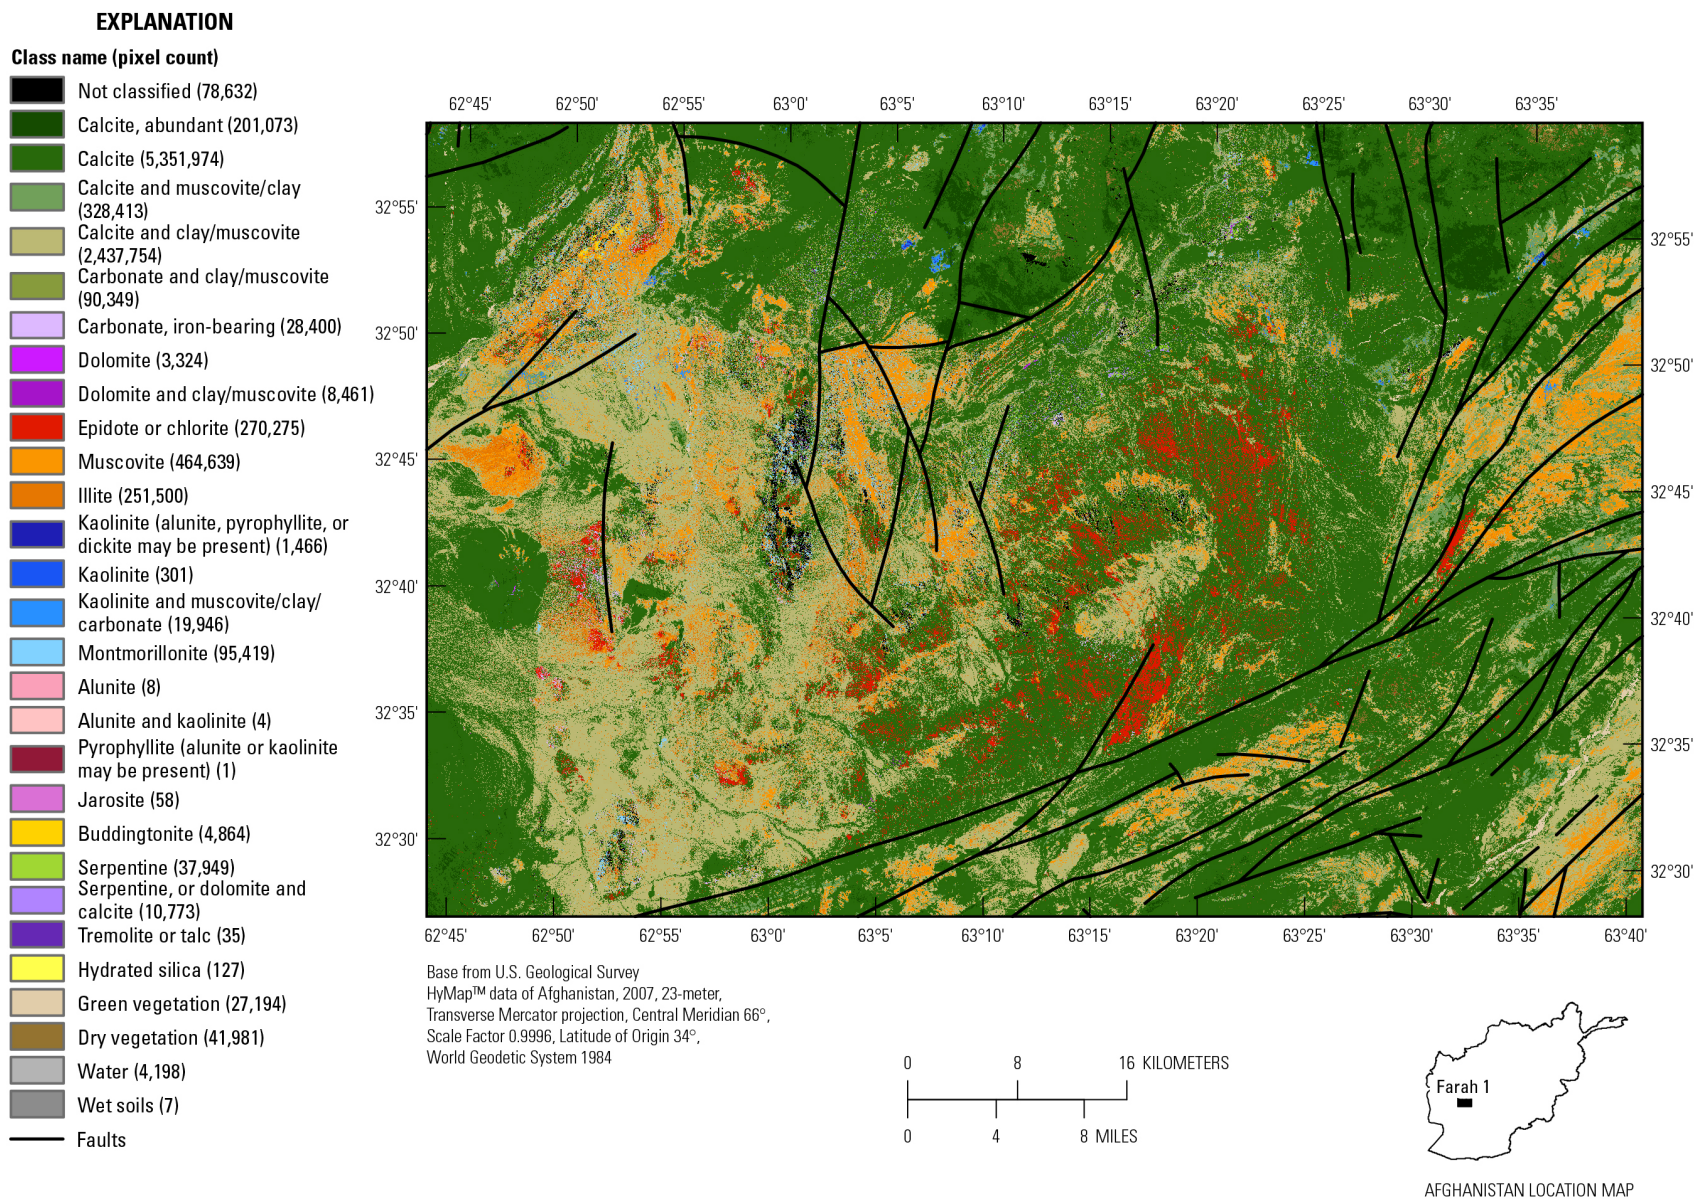 EXPLANATION
Class name (pixel count)
Not classified (78,632)
Calcite, abundant (201,073)
Calcite (5,351,974)
Calcite and muscovite/clay
(328,413)
Calcite and clay/muscovite
(2,437,754)
Carbonate and clay/muscovite
(90,349)
Carbonate, iron-bearing (28,400)
Dolomite (3,324)
Dolomite and clay/muscovite (8,461)
Epidote or chlorite (270,275)
Muscovite (464,639)
Illite (251,500)
Kaolinite (alunite, pyrophyllite, or
dickite may be present) (1,466)
Kaolinite (301)
Kaolinite and muscovite/clay/
carbonate (19,946)
Montmorillonite (95,419)
Alunite (8)
Alunite and kaolinite (4)
Pyrophyllite (alunite or kaolinite
may be present) (1)
Jarosite (58)
Buddingtonite (4,864)
Serpentine (37,949)
Serpentine, or dolomite and
calcite (10,773)
Tremolite or talc (35)
Hydrated silica (127)
Green vegetation (27,194)
Dry vegetation (41,981)
Water (4,198)
Wet soils (7)
Faults
62°45' 62°50' 62°55' 63°0' 63°5' 63°10' 63°15' 63°20' 63°25' 63°30' 63°35'
32°55'
32°50'
32°45'
32°40'
32°35'
32°30'
32°55'
32°50'
32°45'
32°40'
32°35'
32°30'
62°45' 62°50' 62°55' 63°0' 63°5' 63°10' 63°15' 63°20' 63°25' 63°30' 63°35' 63°40'
Base from U.S. Geological Survey
HyMap™ data of Afghanistan, 2007, 23-meter,
Transverse Mercator projection, Central Meridian 66°,
Scale Factor 0.9996, Latitude of Origin 34°,
World Geodetic System 1984
0 8 16 KILOMETERS
0 4 8 MILES
Farah 1
AFGHANISTAN LOCATION MAP